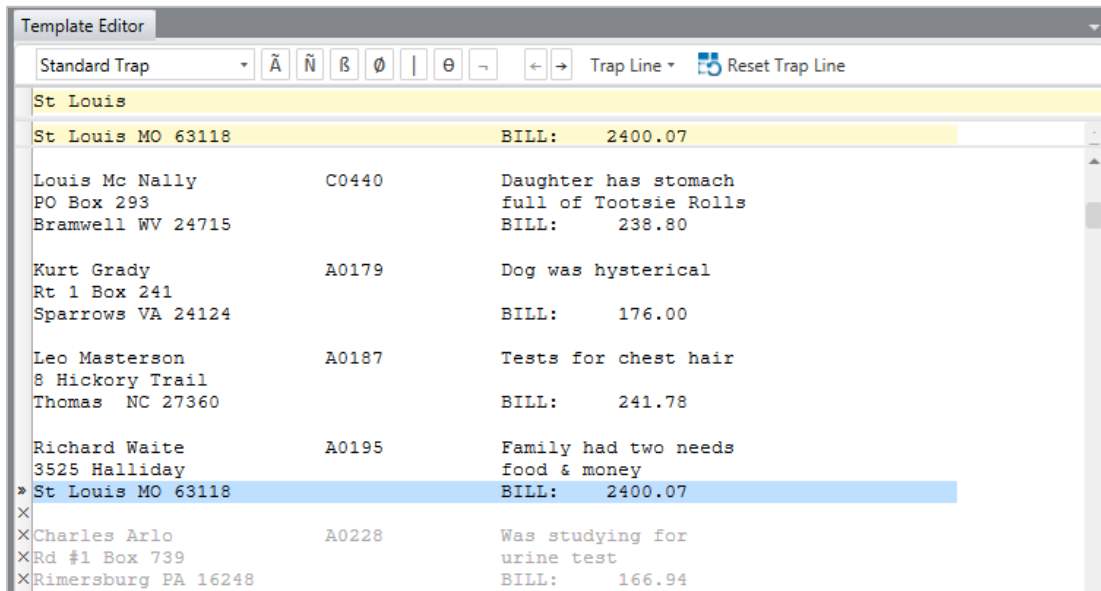 Template Editor
Standard Trap Ã Ñ ß Ø | Ɵ ¬ ← → Trap Line Reset Trap Line
St Louis
St Louis MO 63118 BILL: 2400.07
Louis Mc Nally C0440 Daughter has stomach
PO Box 293 full of Tootsie Rolls
Bramwell WV 24715 BILL: 238.80
Kurt Grady A0179 Dog was hysterical
Rt 1 Box 241
Sparrows VA 24124 BILL: 176.00
Leo Masterson A0187 Tests for chest hair
8 Hickory Trail
Thomas NC 27360 BILL: 241.78
Richard Waite A0195 Family had two needs
3525 Halliday food & money
» St Louis MO 63118 BILL: 2400.07
Charles Arlo A0228 Was studying for
Rd #1 Box 739 urine test
Rimersburg PA 16248 BILL: 166.94